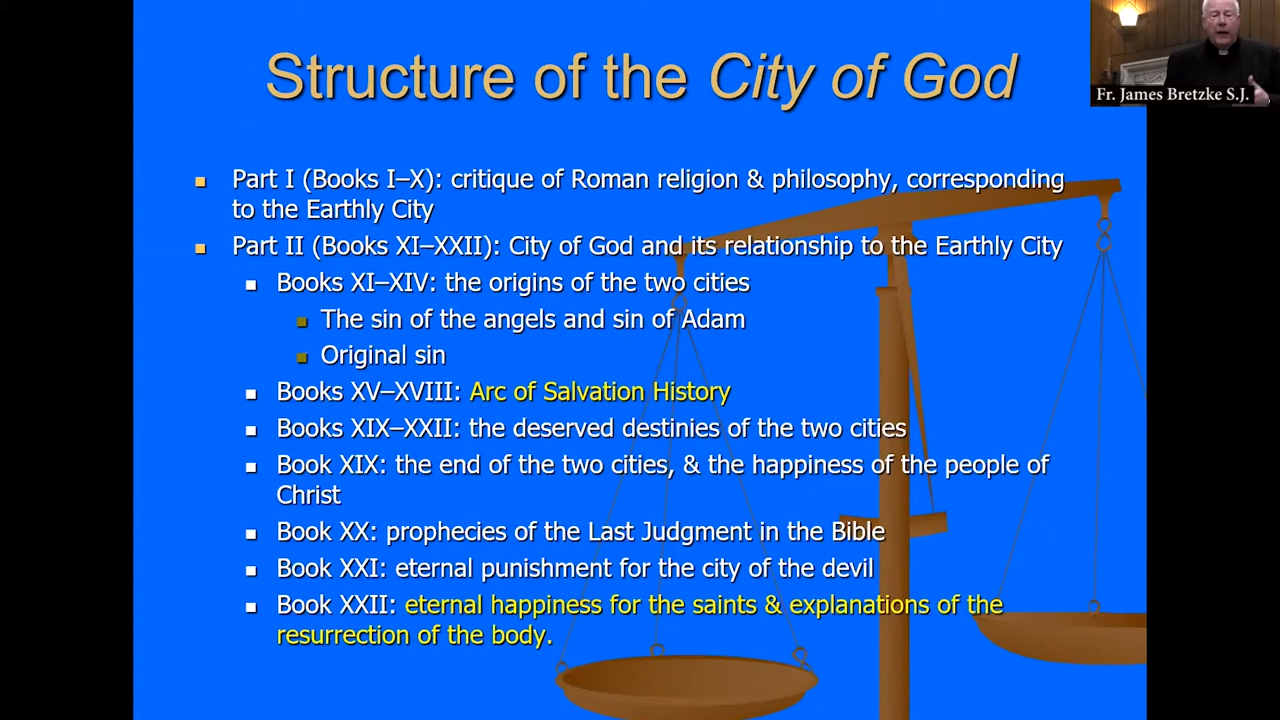 Structure of the City of God
Fr. James Bretzke S.J.
Part I (Books I–X): critique of Roman religion & philosophy, corresponding
to the Earthly City
Part II (Books XI–XXII): City of God and its relationship to the Earthly City
Books XI–XIV: the origins of the two cities
The sin of the angels and sin of Adam
Original sin
Books XV–XVIII: Arc of Salvation History
Books XIX–XXII: the deserved destinies of the two cities
Book XIX: the end of the two cities, & the happiness of the people of
Christ
Book XX: prophecies of the Last Judgment in the Bible
Book XXI: eternal punishment for the city of the devil
Book XXII: eternal happiness for the saints & explanations of the
resurrection of the body.